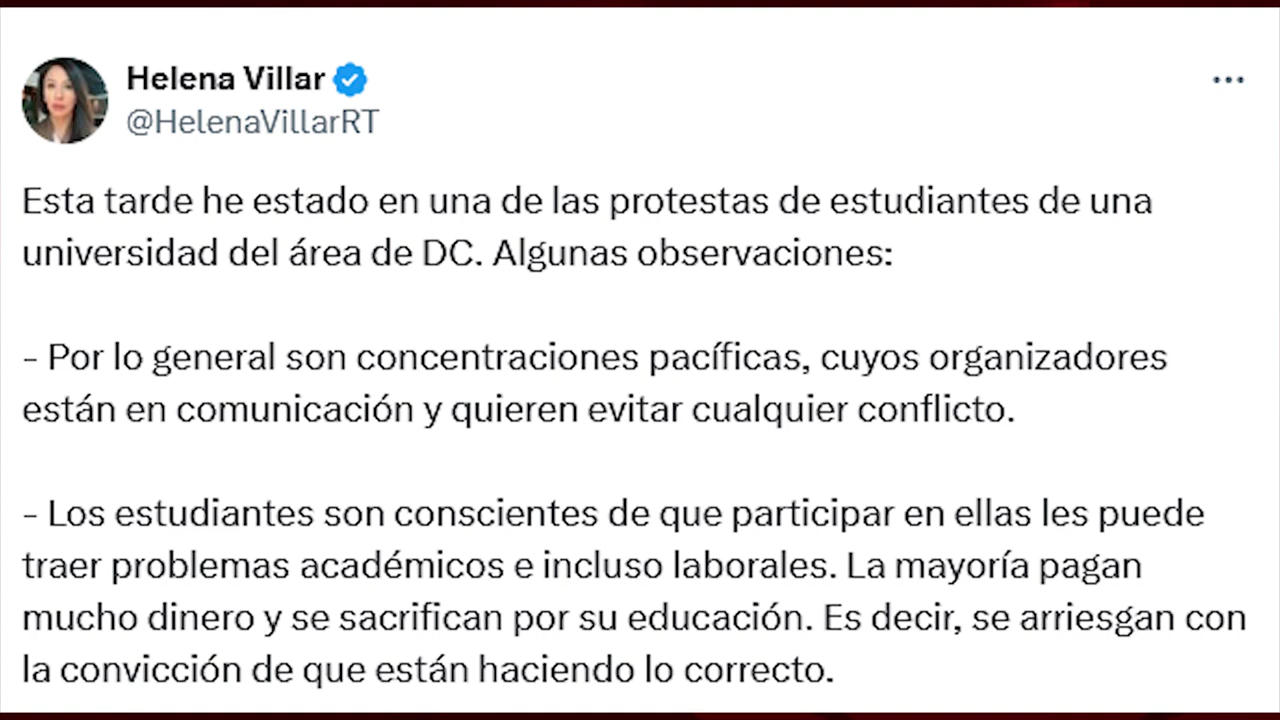 Helena Villar
@HelenaVillarRT
Esta tarde he estado en una de las protestas de estudiantes de una
universidad del área de DC. Algunas observaciones:
- Por lo general son concentraciones pacíficas, cuyos organizadores
están en comunicación y quieren evitar cualquier conflicto.
- Los estudiantes son conscientes de que participar en ellas les puede
traer problemas académicos e incluso laborales. La mayoría pagan
mucho dinero y se sacrifican por su educación. Es decir, se arriesgan con
la convicción de que están haciendo lo correcto.